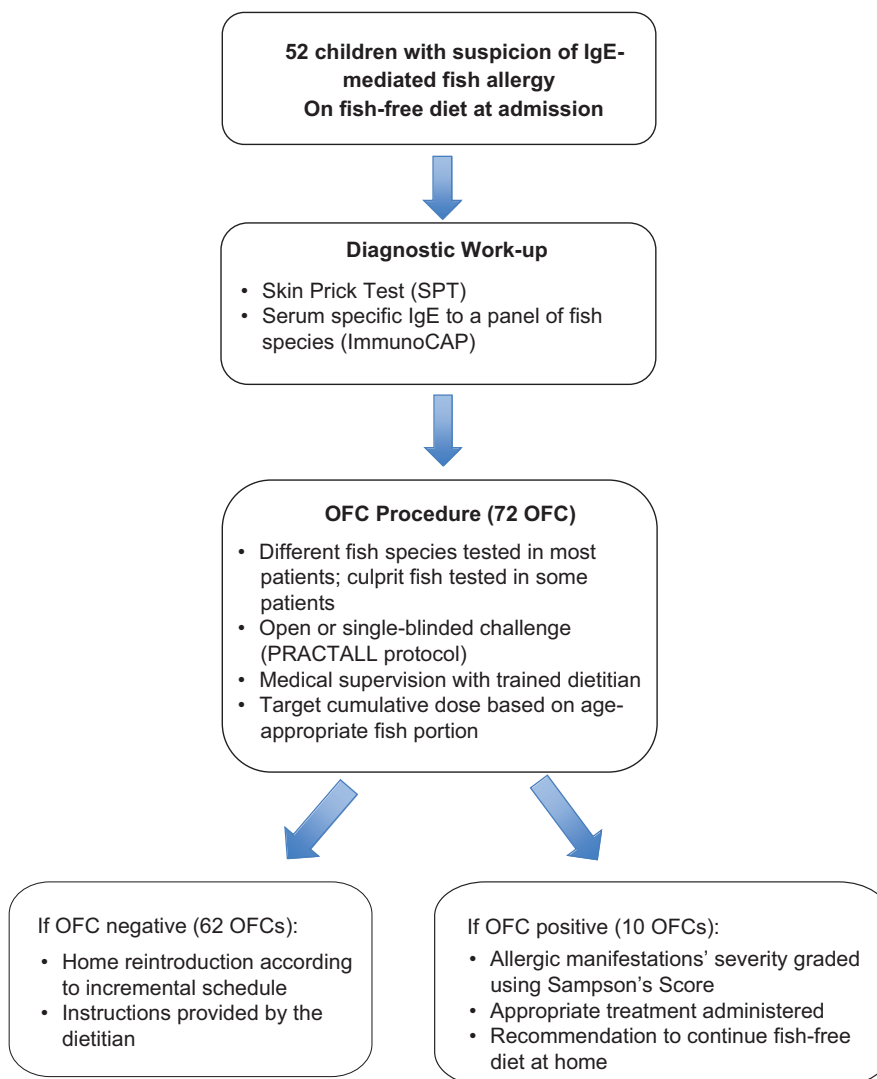 52 children with suspicion of IgE-
mediated fish allergy
On fish-free diet at admission
Diagnostic Work-up
• Skin Prick Test (SPT)
• Serum specific IgE to a panel of fish
species (ImmunoCAP)
OFC Procedure (72 OFC)
• Different fish species tested in most
patients; culprit fish tested in some
patients
• Open or single-blinded challenge
(PRACTALL protocol)
• Medical supervision with trained dietitian
• Target cumulative dose based on age-
appropriate fish portion
If OFC negative (62 OFCs):
• Home reintroduction according
to incremental schedule
• Instructions provided by the
dietitian
If OFC positive (10 OFCs):
• Allergic manifestations’ severity graded
using Sampson’s Score
• Appropriate treatment administered
• Recommendation to continue fish-free
diet at home